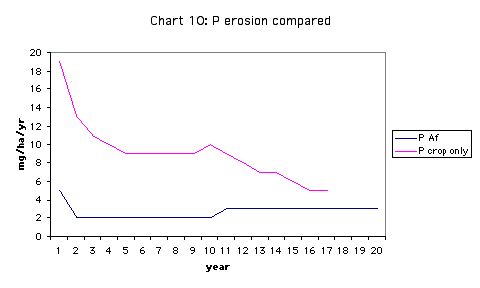 Chart 10: P erosion compared
20
18
16
14
12
10
8
6
4
2
0
mg/ha/yr
1 2 3 4 5 6 7 8 9 10 11 12 13 14 15 16 17 18 19 20
year
P Af
P crop only